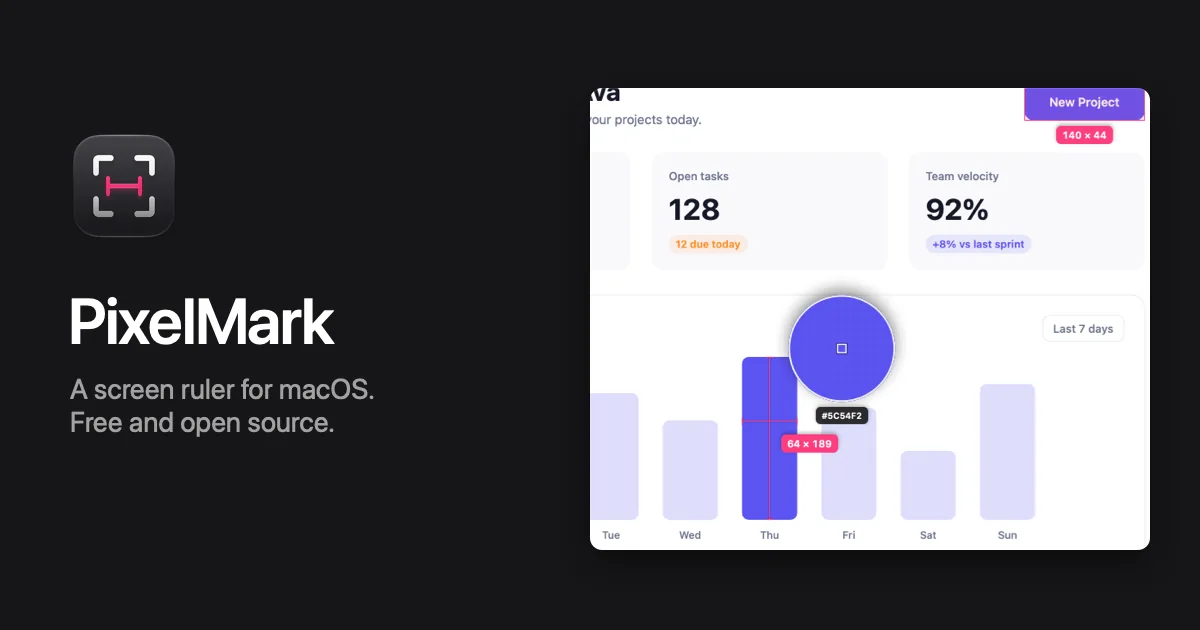 PixelMark
A screen ruler for macOS.
Free and open source.
your projects today.
New Project
140 × 44
Open tasks
128
12 due today
Team velocity
92%
+8% vs last sprint
Last 7 days
#5C54F2
64 × 189
Tue
Wed
Thu
Fri
Sat
Sun